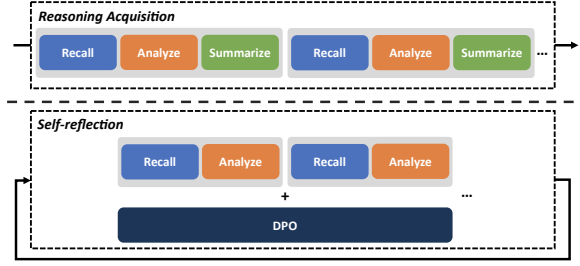 Reasoning Acquisition
Recall Analyze Summarize Recall Analyze Summarize ...
Self-reflection
Recall Analyze Recall Analyze
+ ...
DPO